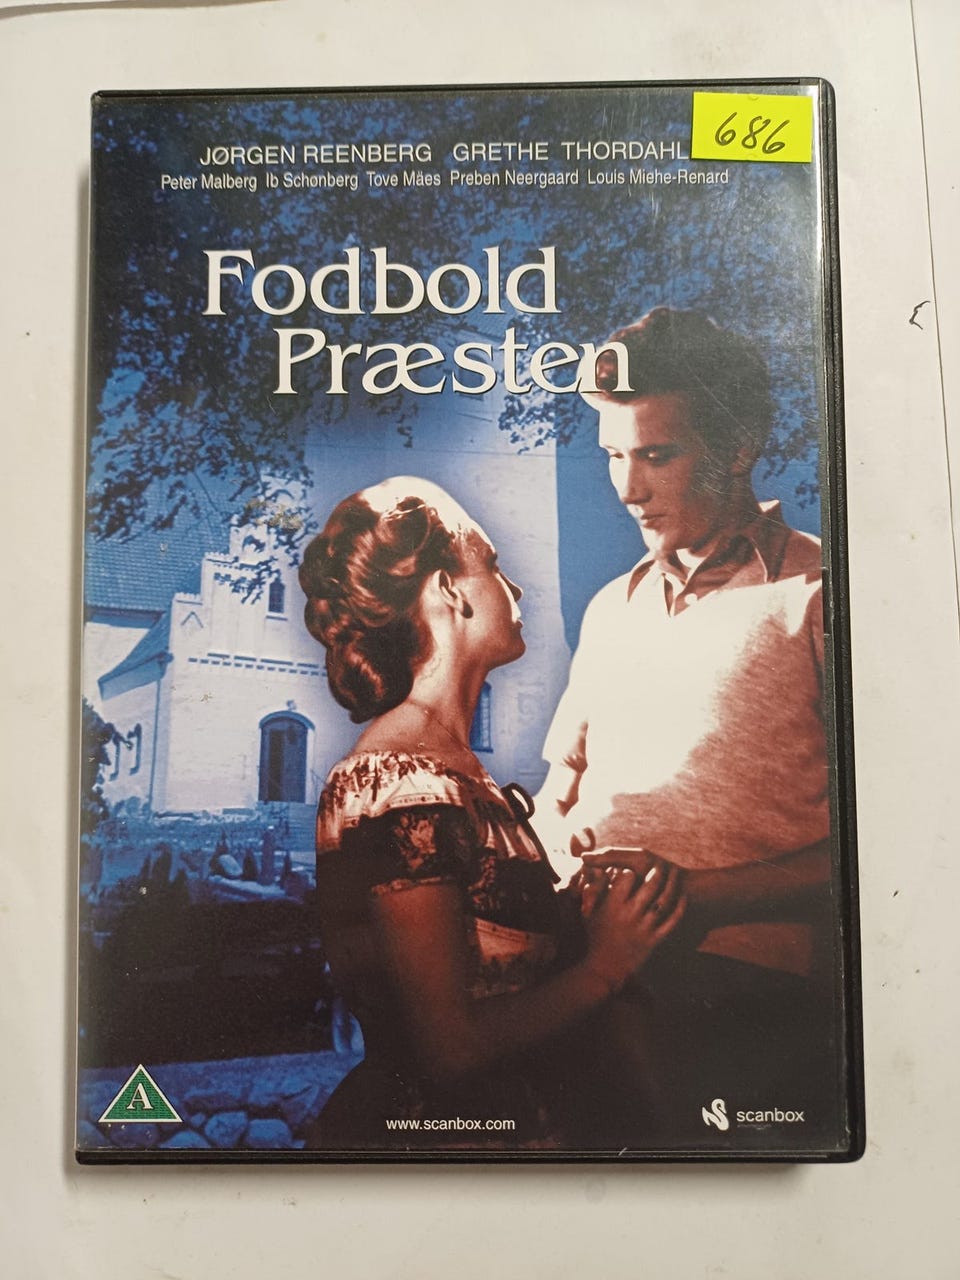 686
JØRGEN REENBERG GRETHE THORDAHL
Peter Malberg Ib Schønberg Tove Mäes Preben Neergaard Louis Miehe-Renard
Fodbold
Præsten
A
www.scanbox.com
scanbox